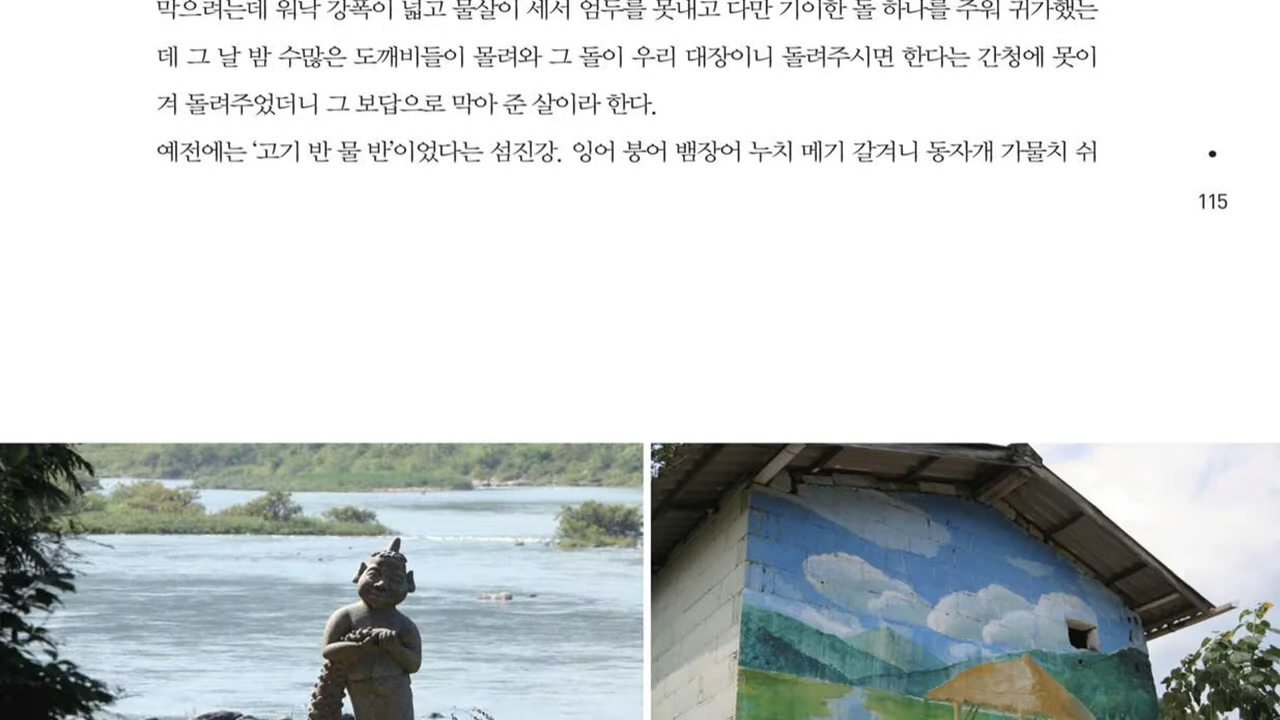 막으려는데 워낙 강폭이 넓고 물살이 세서 엄두를 못내고 다만 기이한 돌 하나를 주워 귀가했는
데 그 날 밤 수많은 도깨비들이 몰려와 그 돌이 우리 대장이니 돌려주시면 한다는 간청에 못이
겨 돌려주었더니 그 보답으로 막아 준 살이라 한다.
예전에는 ‘고기 반 물 반’이었다는 섬진강. 잉어 붕어 뱀장어 누치 메기 갈겨니 동자개 가물치 쉬
115